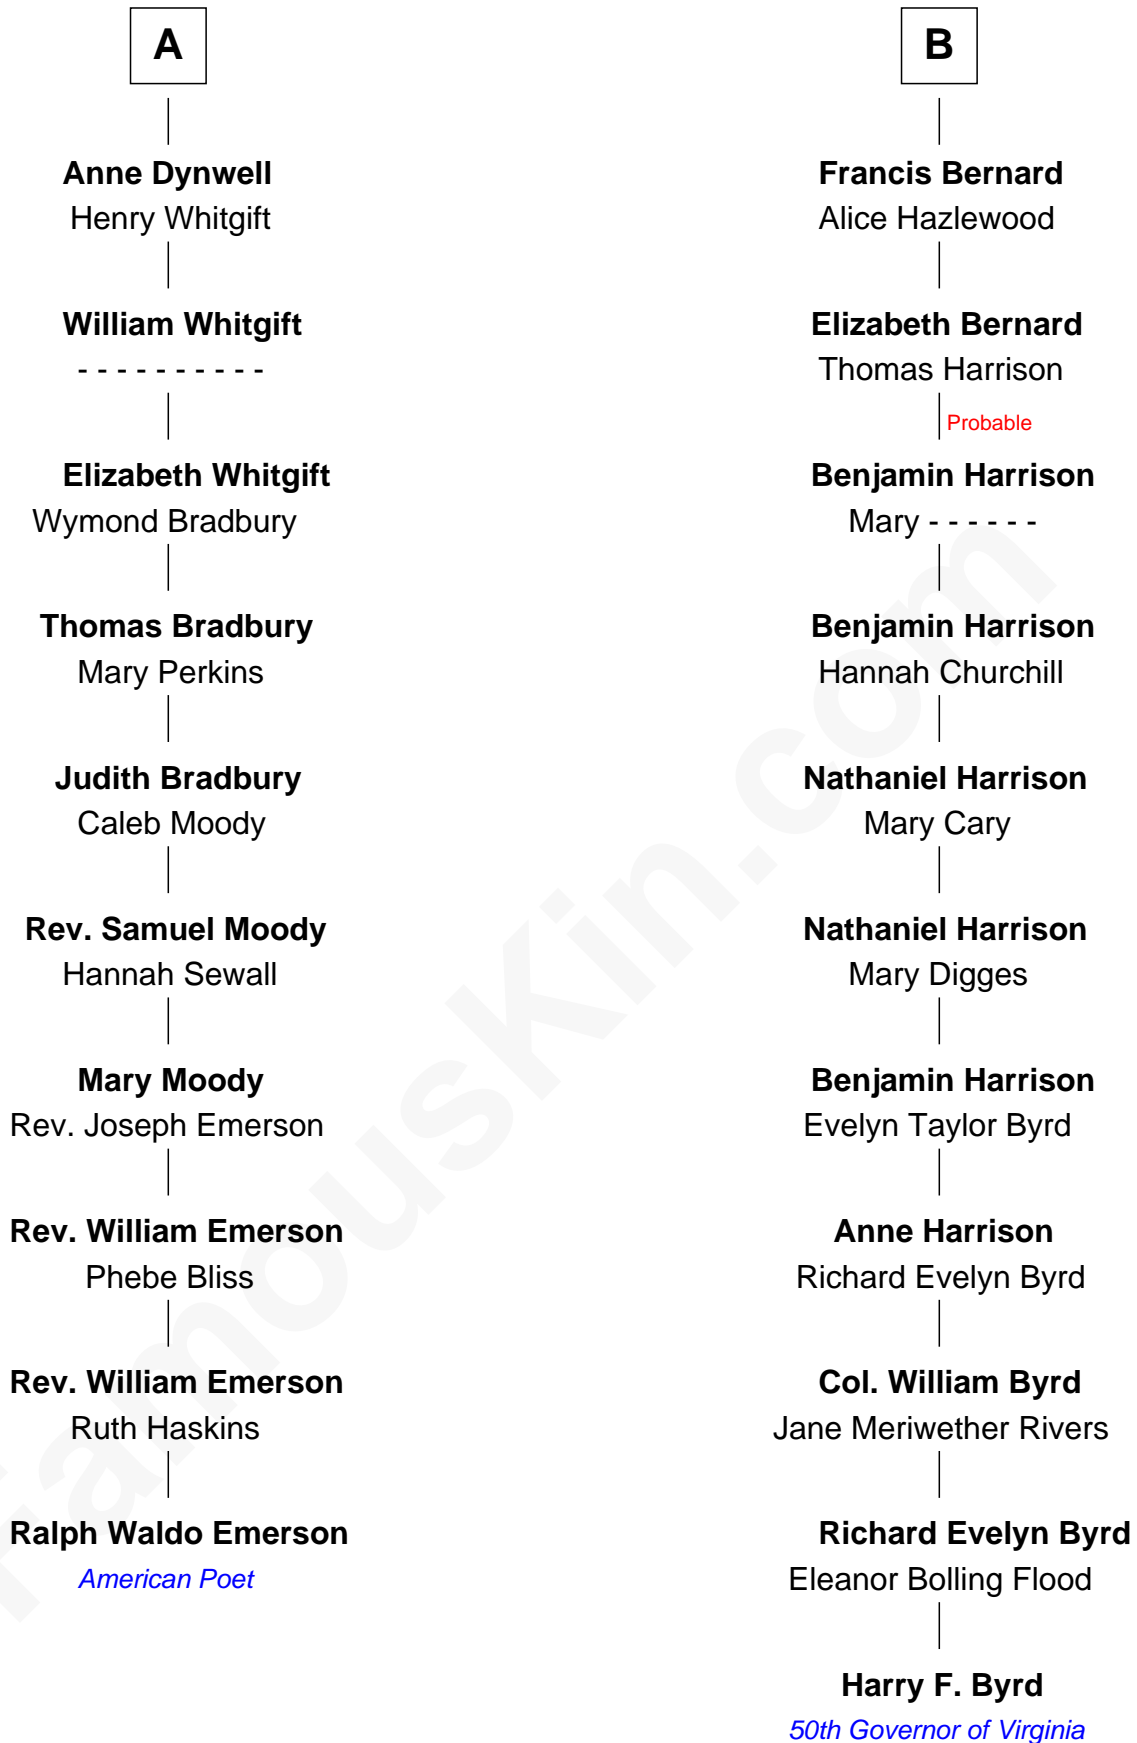 A
Anne Dynwell
Henry Whitgift
William Whitgift
- - - - - - - - - -
Elizabeth Whitgift
Wymond Bradbury
Thomas Bradbury
Mary Perkins
Judith Bradbury
Caleb Moody
Rev. Samuel Moody
Hannah Sewall
Mary Moody
Rev. Joseph Emerson
Rev. William Emerson
Phebe Bliss
Rev. William Emerson
Ruth Haskins
Ralph Waldo Emerson
American Poet
B
Francis Bernard
Alice Hazlewood
Elizabeth Bernard
Thomas Harrison
Probable
Benjamin Harrison
Mary - - - - - -
Benjamin Harrison
Hannah Churchill
Nathaniel Harrison
Mary Cary
Nathaniel Harrison
Mary Digges
Benjamin Harrison
Evelyn Taylor Byrd
Anne Harrison
Richard Evelyn Byrd
Col. William Byrd
Jane Meriwether Rivers
Richard Evelyn Byrd
Eleanor Bolling Flood
Harry F. Byrd
50th Governor of Virginia
FamousKin.com